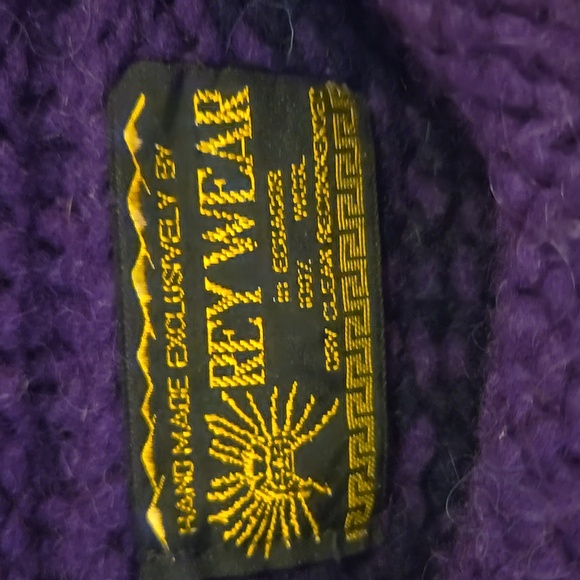 HAND MADE EXCLUSIVELY BY
REY WEAR
in ECUADOR
100% WOOL
DRY CLEAN RECOMMENDED